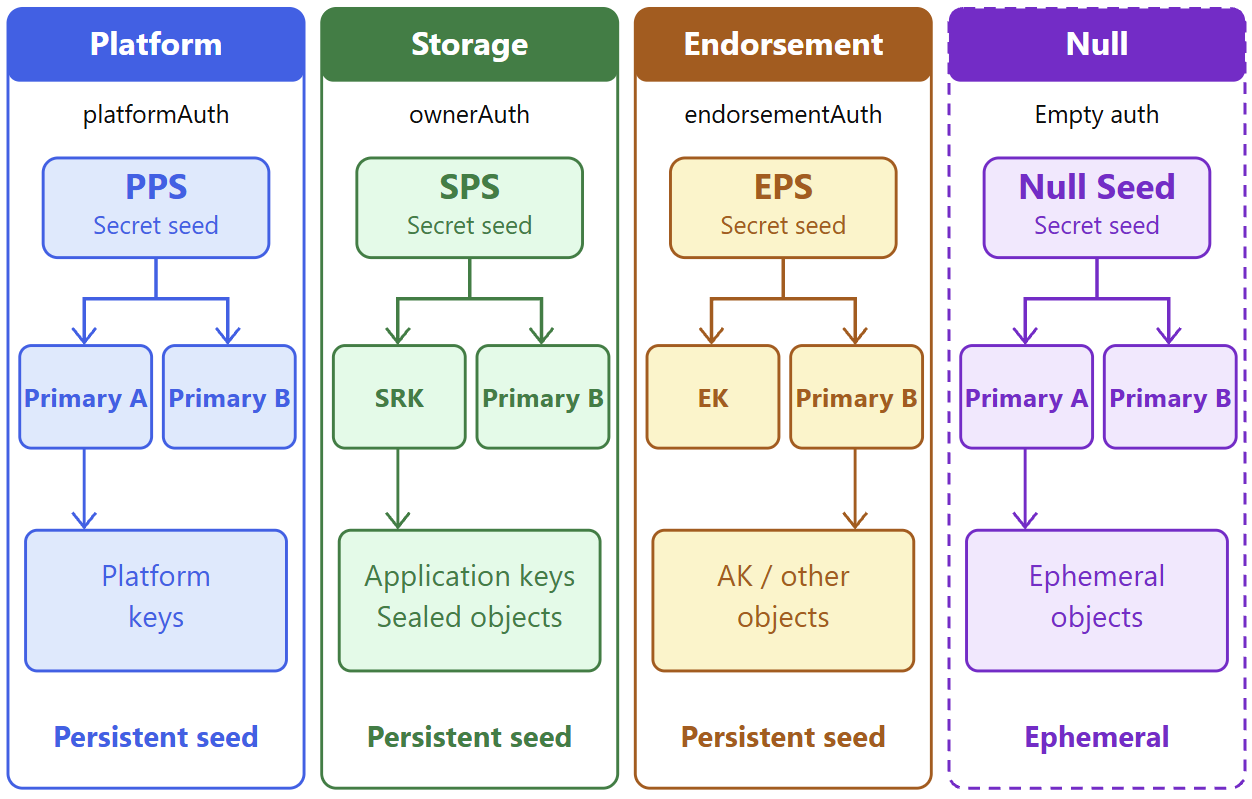 Platform
platformAuth
PPS
Secret seed
Primary A
Primary B
Platform
keys
Persistent seed
Storage
ownerAuth
SPS
Secret seed
SRK
Primary B
Application keys
Sealed objects
Persistent seed
Endorsement
endorsementAuth
EPS
Secret seed
EK
Primary B
AK / other
objects
Persistent seed
Null
Empty auth
Null Seed
Secret seed
Primary A
Primary B
Ephemeral
objects
Ephemeral